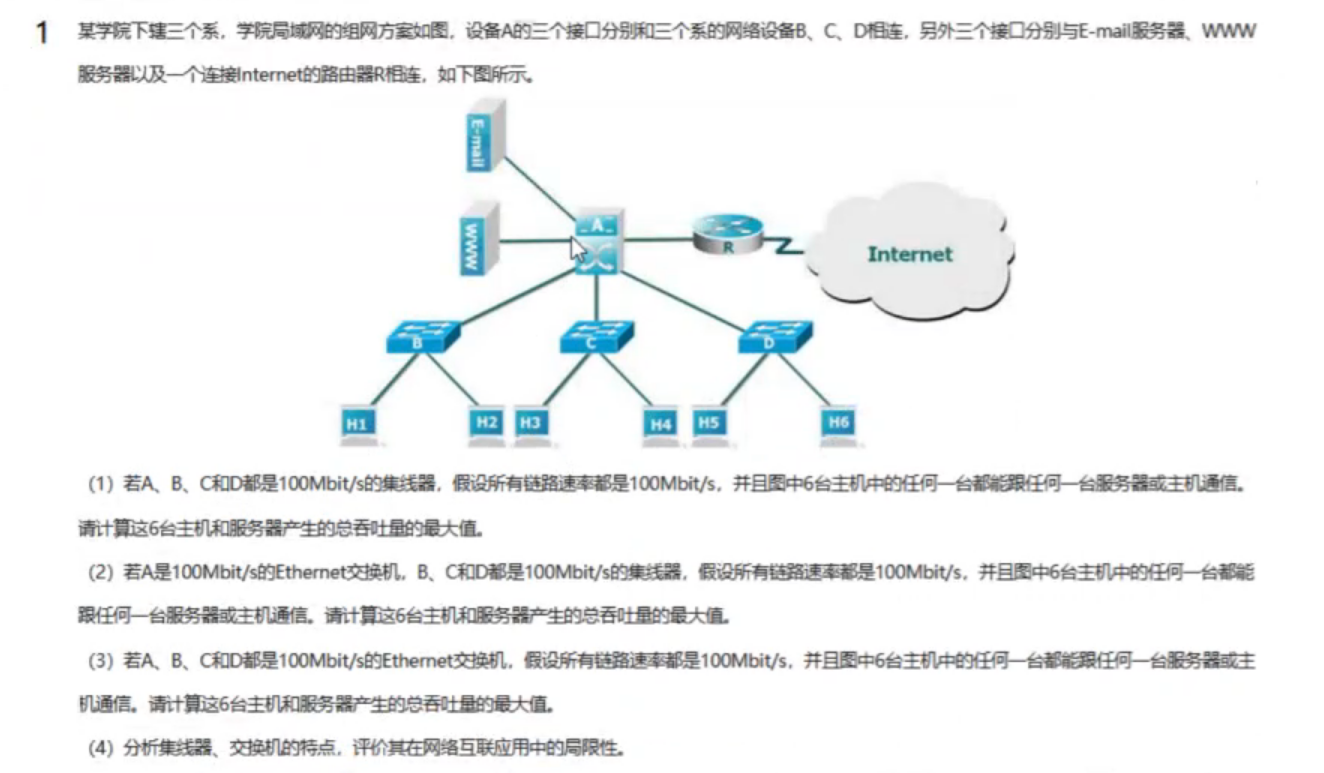 1 某学院下辖三个系，学院局域网的组网方案如图，设备A的三个接口分别和三个系的网络设备B、C、D相连，另外三个接口分别与E-mail服务器、WWW
服务器以及一个连接Internet的路由器R相连，如下图所示。
E-mail
A
WWW
R
Internet
B
C
D
H1
H2
H3
H4
H5
H6
（1）若A、B、C和D都是100Mbit/s的集线器，假设所有链路速率都是100Mbit/s，并且图中6台主机中的任何一台都能跟任何一台服务器或主机通信。
请计算这6台主机和服务器产生的总吞吐量的最大值。
（2）若A是100Mbit/s的Ethernet交换机，B、C和D都是100Mbit/s的集线器，假设所有链路速率都是100Mbit/s，并且图中6台主机中的任何一台都能
跟任何一台服务器或主机通信。请计算这6台主机和服务器产生的总吞吐量的最大值。
（3）若A、B、C和D都是100Mbit/s的Ethernet交换机，假设所有链路速率都是100Mbit/s，并且图中6台主机中的任何一台都能跟任何一台服务器或主
机通信。请计算这6台主机和服务器产生的总吞吐量的最大值。
（4）分析集线器、交换机的特点，评价其在网络互联应用中的局限性。